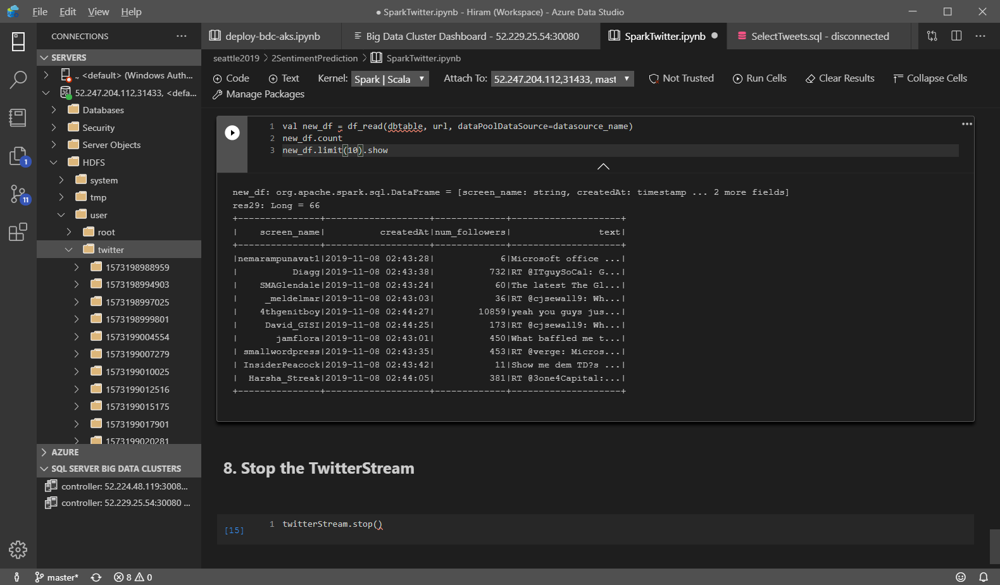 File Edit View Help
● SparkTwitter.ipynb - Hiram (Workspace) - Azure Data Studio
CONNECTIONS
deploy-bdc-aks.ipynb
Big Data Cluster Dashboard - 52.229.25.54:30080
SparkTwitter.ipynb
SelectTweets.sql - disconnected
SERVERS
., <default> (Windows Auth...
52.247.204.112,31433, <defa...
Databases
Security
Server Objects
HDFS
system
tmp
user
root
twitter
1573198988959
1573198994903
1573198997025
1573198999801
1573199004554
1573199007279
1573199010025
1573199012516
1573199015175
1573199017901
1573199020281
AZURE
SQL SERVER BIG DATA CLUSTERS
controller: 52.224.48.119:3008...
controller: 52.229.25.54:30080 ...
1
11
seattle2019 > 2SentimentPrediction > SparkTwitter.ipynb
Code Text Kernel: Spark | Scala Attach To: 52.247.204.112,31433, mast Not Trusted Run Cells Clear Results Collapse Cells
Manage Packages
1 val new_df = df_read(dbtable, url, dataPoolDataSource=datasource_name)
2 new_df.count
3 new_df.limit(10).show
new_df: org.apache.spark.sql.DataFrame = [screen_name: string, createdAt: timestamp ... 2 more fields]
res29: Long = 66
+---------------+-------------------+-------------+--------------------+
|    screen_name|          createdAt|num_followers|                text|
+---------------+-------------------+-------------+--------------------+
|nemarampunavat1|2019-11-08 02:43:28|            6|Microsoft office ...|
|          Diagg|2019-11-08 02:43:38|          732|RT @ITguySoCal: G...|
|    SMAGlendale|2019-11-08 02:43:24|           60|The latest The Gl...|
|     _meldelmar|2019-11-08 02:43:03|           36|RT @cjsewall9: Wh...|
|    4thgenitboy|2019-11-08 02:44:27|        10859|yeah you guys jus...|
|     David_GISI|2019-11-08 02:44:25|          173|RT @cjsewall9: Wh...|
|       jamflora|2019-11-08 02:43:01|          450|What baffled me t...|
| smallwordpress|2019-11-08 02:43:35|          453|RT @verge: Micros...|
| InsiderPeacock|2019-11-08 02:43:42|           11|Show me dem TD?s ...|
|  Harsha_Streak|2019-11-08 02:44:05|          381|RT @3one4Capital:...|
+---------------+-------------------+-------------+--------------------+
8. Stop the TwitterStream
[15]
1 twitterStream.stop()
master* 8 0